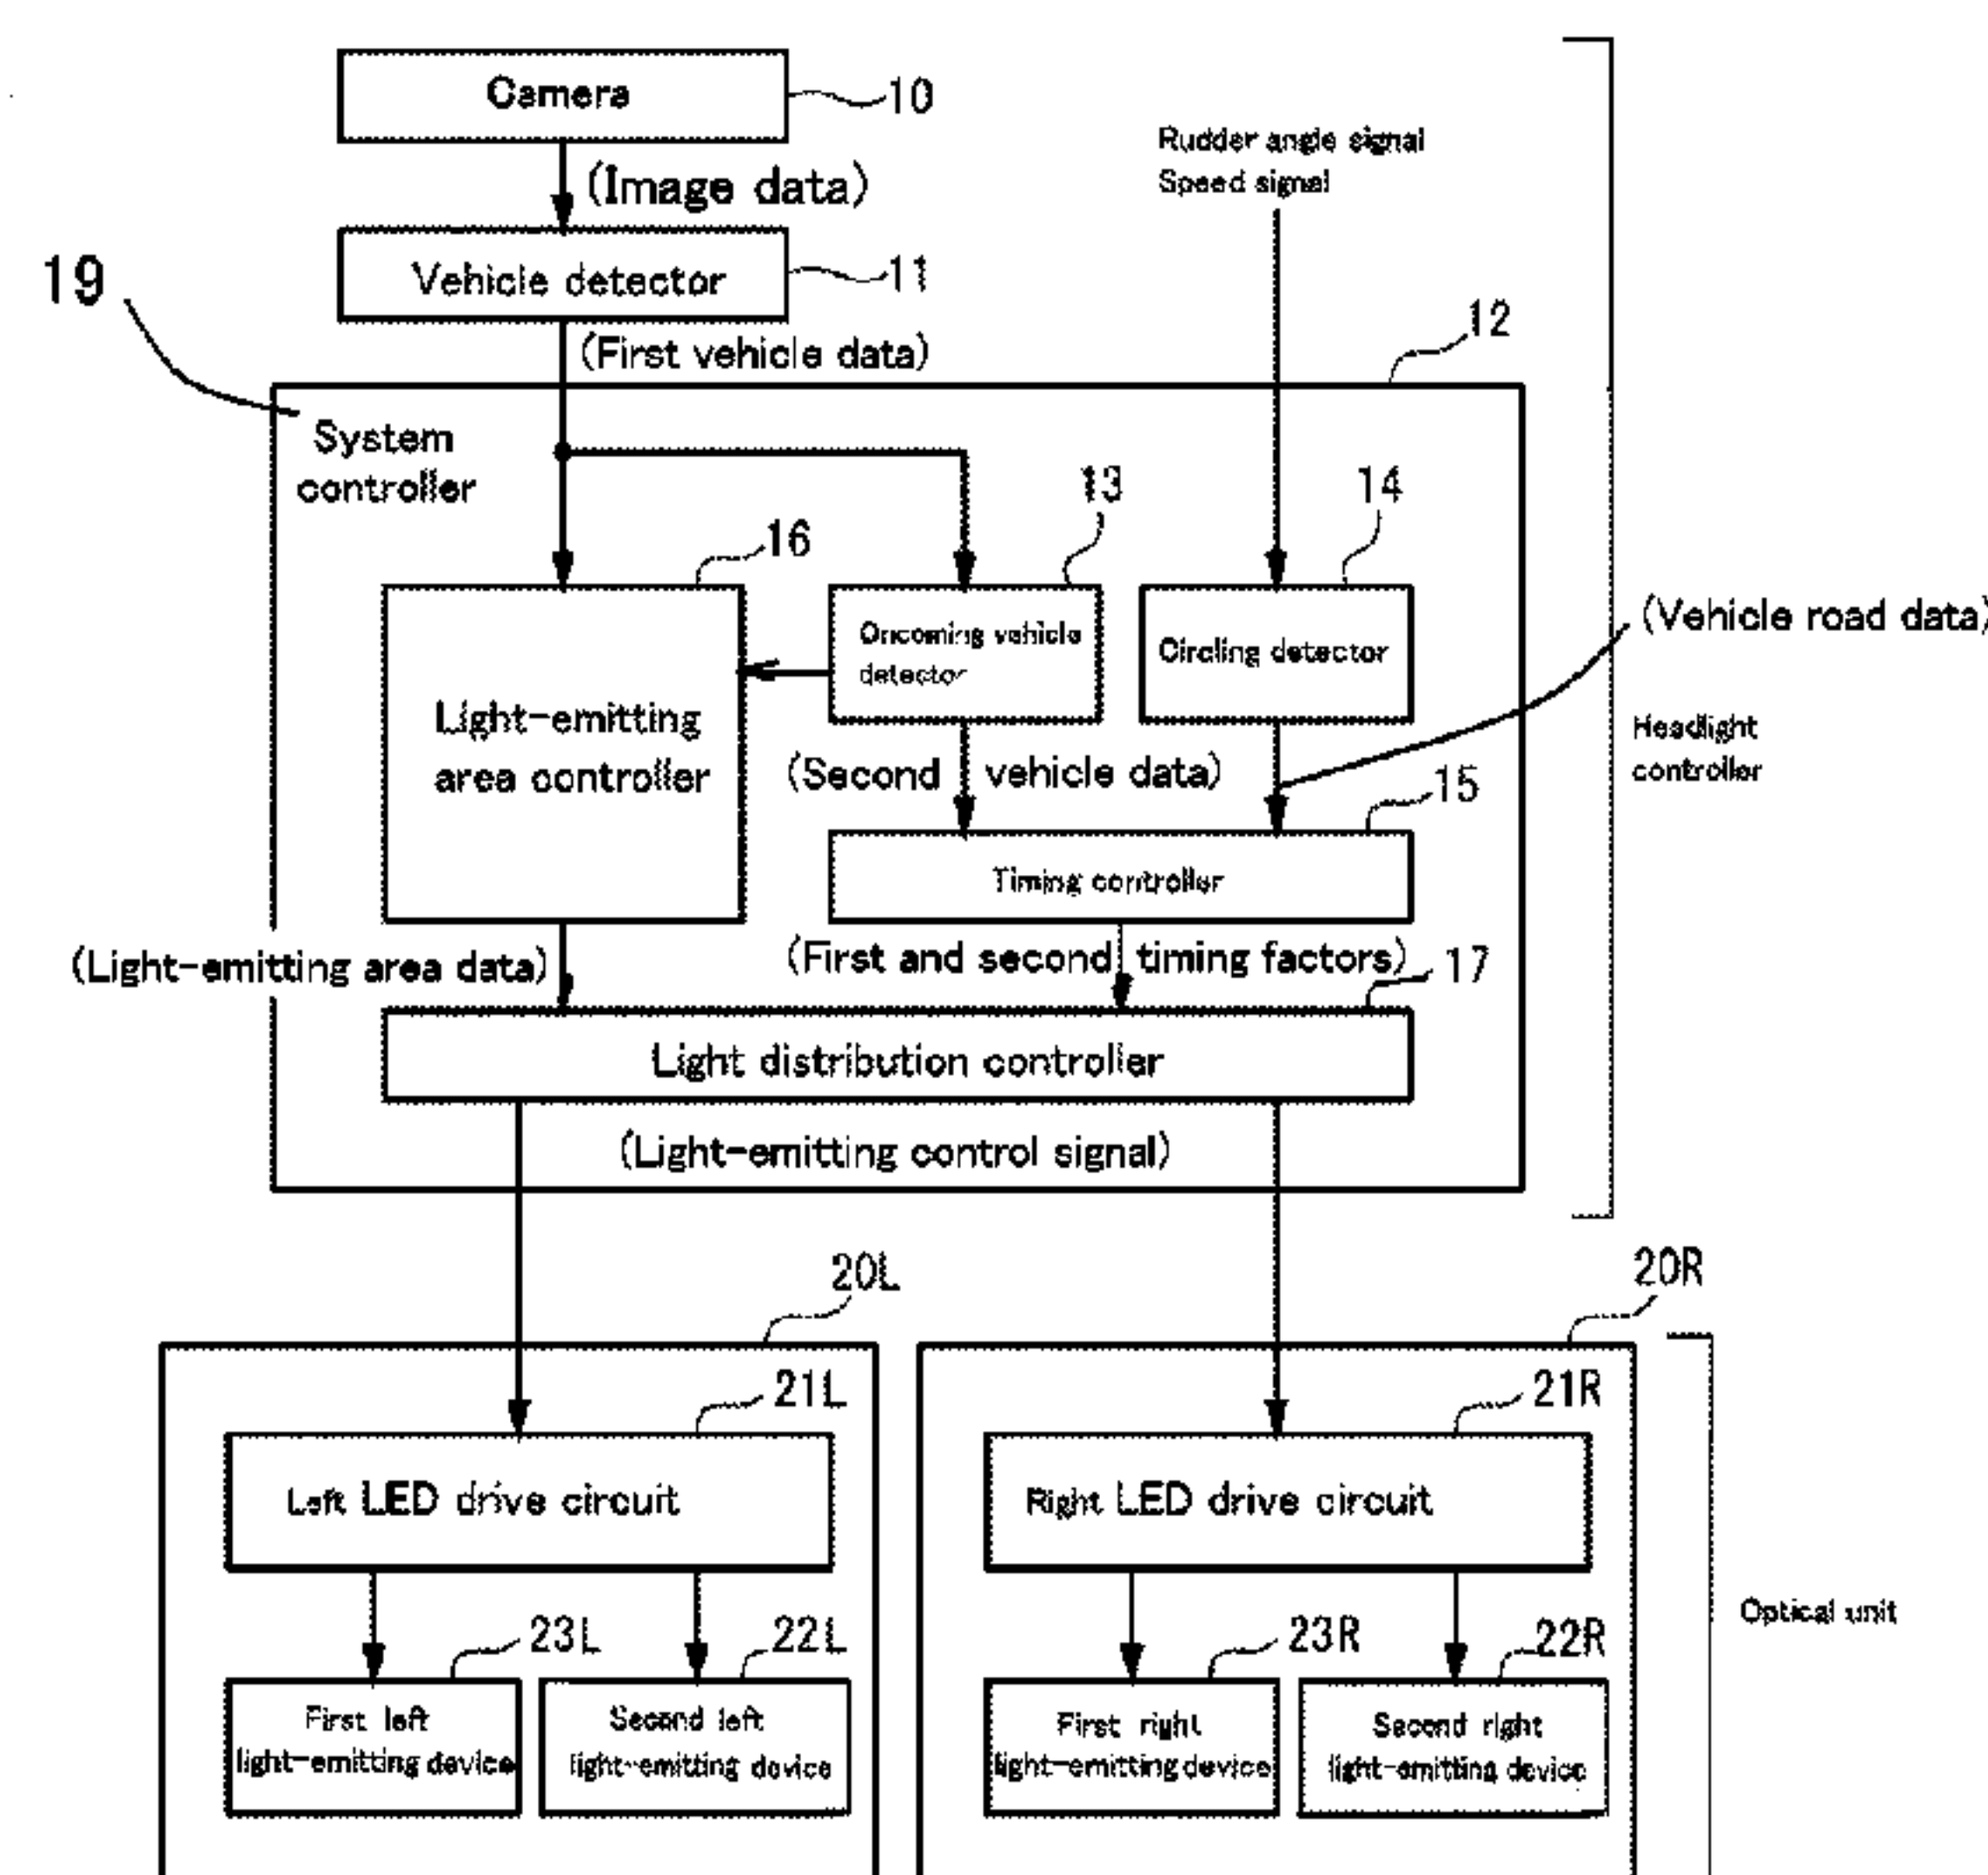 Camera
10
(Image data)
Rudder angle signal
Speed signal
Vehicle detector
11
19
(First vehicle data)
12
System
controller
13
14
16
Oncoming vehicle
detector
Circling detector
(Vehicle road data)
Light-emitting
area controller
Headlight
controller
(Second vehicle data)
15
Timing controller
(Light-emitting area data)
(First and second timing factors)
17
Light distribution controller
(Light-emitting control signal)
20L
20R
21L
21R
Left LED drive circuit
Right LED drive circuit
Optical unit
23L
22L
23R
22R
First left
light-emitting device
Second left
light-emitting device
First right
light-emitting device
Second right
light-emitting device